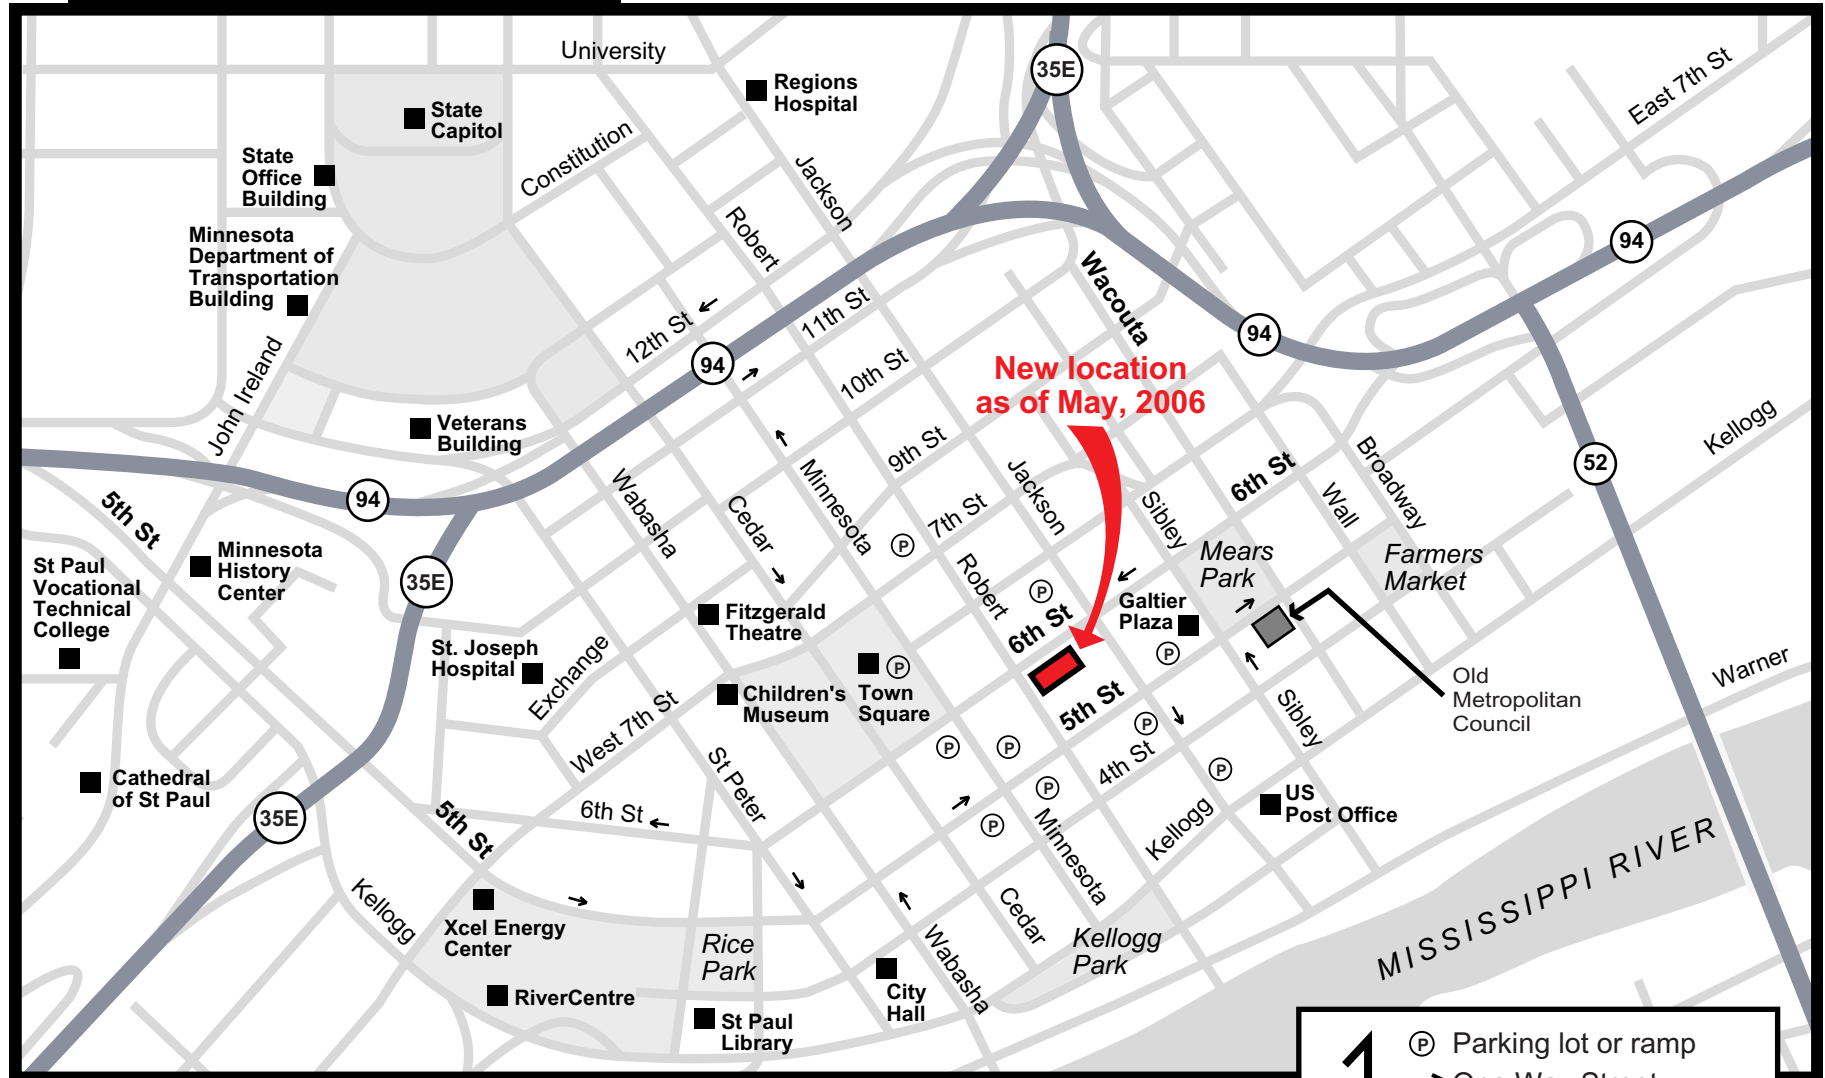 University
35E
Regions
Hospital
East 7th St
State
Capitol
Constitution
State
Office
Building
Jackson
Robert
Minnesota
Department of
Transportation
Building
94
Wacouta
12th St
11th St
94
94
10th St
New location
as of May, 2006
John Ireland
Veterans
Building
9th St
Kellogg
94
5th St
Wabasha
Cedar
Minnesota
Jackson
Sibley
6th St
Wall
Broadway
52
7th St
P
Minnesota
History
Center
St Paul
Vocational
Technical
College
35E
Robert
P
Mears
Park
Farmers
Market
Fitzgerald
Theatre
6th St
Galtier
Plaza
St. Joseph
Hospital
Exchange
P
P
Town
Square
Children's
Museum
5th St
Old
Metropolitan
Council
Warner
West 7th St
P
P
P
4th St
Sibley
P
Cathedral
of St Paul
35E
5th St
6th St
St Peter
P
P
Minnesota
Kellogg
US
Post Office
MISSISSIPPI RIVER
Kellogg
Xcel Energy
Center
Rice
Park
Cedar
Kellogg
Park
Wabasha
RiverCentre
City
Hall
St Paul
Library
P
Parking lot or ramp
One Way Street